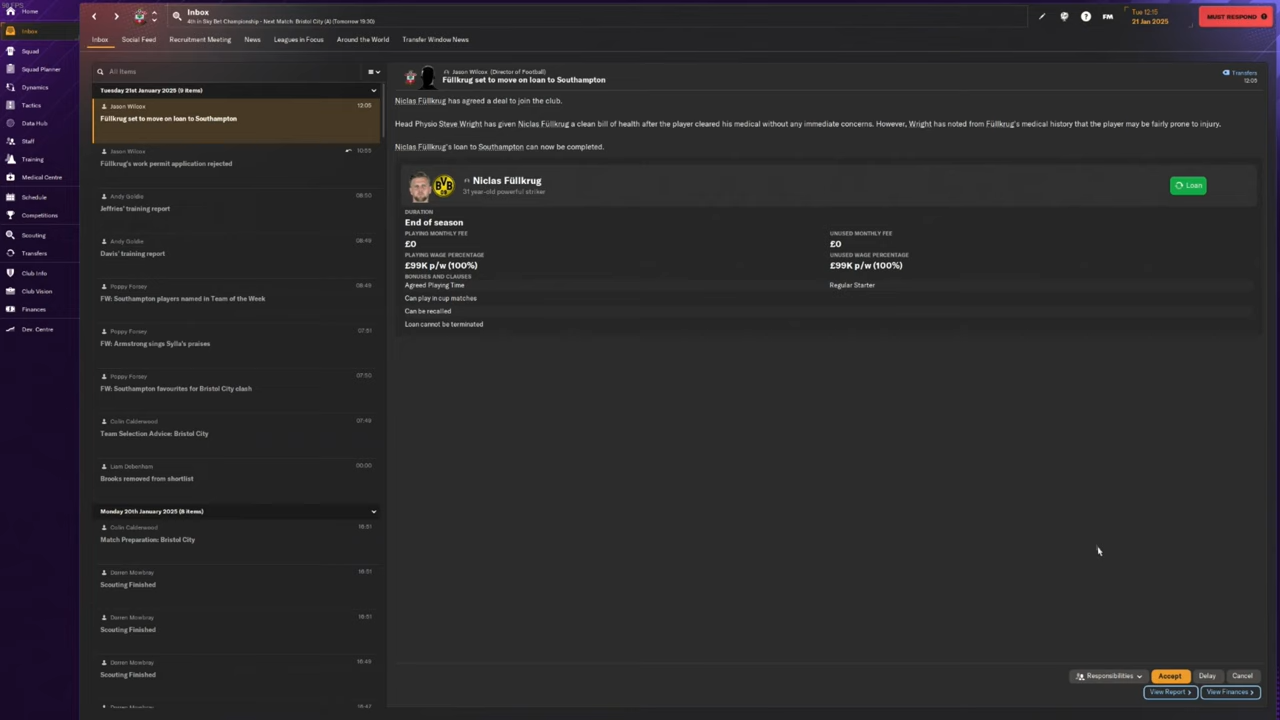 Home
Inbox
Squad
Squad Planner
Dynamics
Tactics
Data Hub
Staff
Training
Medical Centre
Schedule
Competitions
Scouting
Transfers
Club Info
Club Vision
Finances
Dev. Centre
Inbox
4th in Sky Bet Championship - Next Match: Bristol City (A) (Tomorrow 19:30)
FM
Tue 12:15
21 Jan 2025
MUST RESPOND
Inbox
Social Feed
Recruitment Meeting
News
Leagues in Focus
Around the World
Transfer Window News
All Items
Tuesday 21st January 2025 (9 items)
Jason Wilcox 12:05
Füllkrug set to move on loan to Southampton
Jason Wilcox 10:55
Füllkrug's work permit application rejected
Andy Goldie 08:50
Jeffries' training report
Andy Goldie 08:49
Davis' training report
Poppy Forsey 08:49
FW: Southampton players named in Team of the Week
Poppy Forsey 07:51
FW: Armstrong sings Sylla's praises
Poppy Forsey 07:50
FW: Southampton favourites for Bristol City clash
Colin Calderwood 07:49
Team Selection Advice: Bristol City
Liam Debenham 00:00
Brooks removed from shortlist
Monday 20th January 2025 (8 items)
Colin Calderwood 16:51
Match Preparation: Bristol City
Darren Mowbray 16:51
Scouting Finished
Darren Mowbray 16:51
Scouting Finished
Darren Mowbray 16:49
Scouting Finished
Darren Mowbray 16:47
Jason Wilcox (Director of Football)
Füllkrug set to move on loan to Southampton
Transfers
12:05
Niclas Füllkrug has agreed a deal to join the club.
Head Physio Steve Wright has given Niclas Füllkrug a clean bill of health after the player cleared his medical without any immediate concerns. However, Wright has noted from Füllkrug's medical history that the player may be fairly prone to injury.
Niclas Füllkrug's loan to Southampton can now be completed.
Niclas Füllkrug
31 year-old powerful striker
Loan
DURATION
End of season
PLAYING MONTHLY FEE UNUSED MONTHLY FEE
£0 £0
PLAYING WAGE PERCENTAGE UNUSED WAGE PERCENTAGE
£99K p/w (100%) £99K p/w (100%)
BONUSES AND CLAUSES
Agreed Playing Time Regular Starter
Can play in cup matches
Can be recalled
Loan cannot be terminated
Responsibilities
Accept
Delay
Cancel
View Report
View Finances